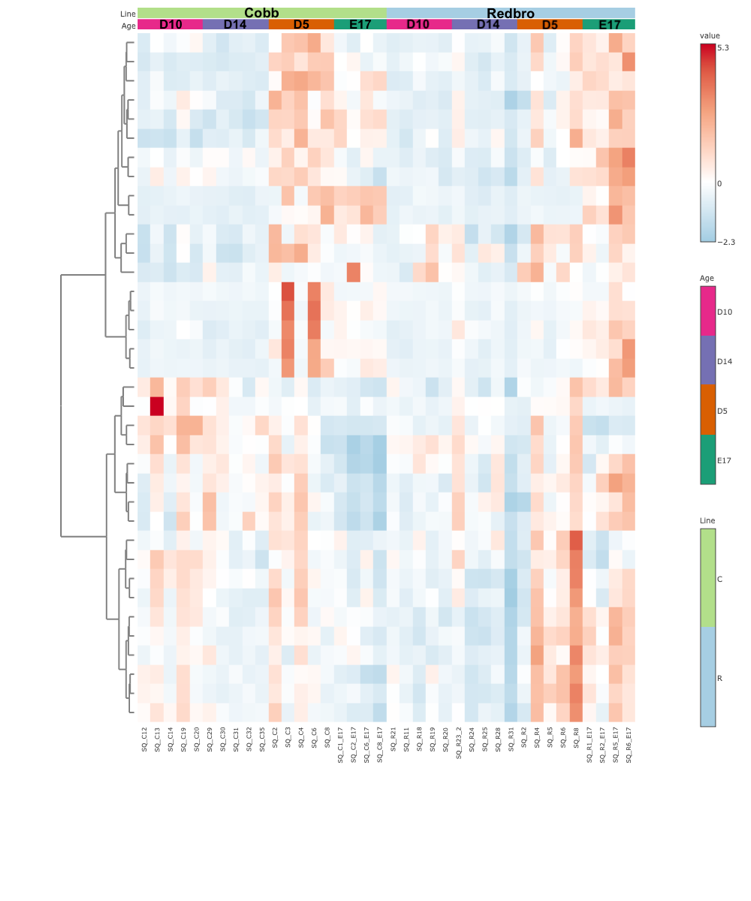 Line Cobb Redbro
Age D10 D14 D5 E17 D10 D14 D5 E17
value
5.3
0
−2.3
Age
D10
D14
D5
E17
Line
C
R
SQ_C12
SQ_C13
SQ_C14
SQ_C19
SQ_C20
SQ_C29
SQ_C30
SQ_C31
SQ_C32
SQ_C35
SQ_C2
SQ_C3
SQ_C4
SQ_C6
SQ_C8
SQ_C1_E17
SQ_C2_E17
SQ_C6_E17
SQ_C8_E17
SQ_R21
SQ_R11
SQ_R18
SQ_R19
SQ_R20
SQ_R23_2
SQ_R24
SQ_R25
SQ_R28
SQ_R31
SQ_R2
SQ_R4
SQ_R5
SQ_R6
SQ_R8
SQ_R1_E17
SQ_R2_E17
SQ_R5_E17
SQ_R6_E17